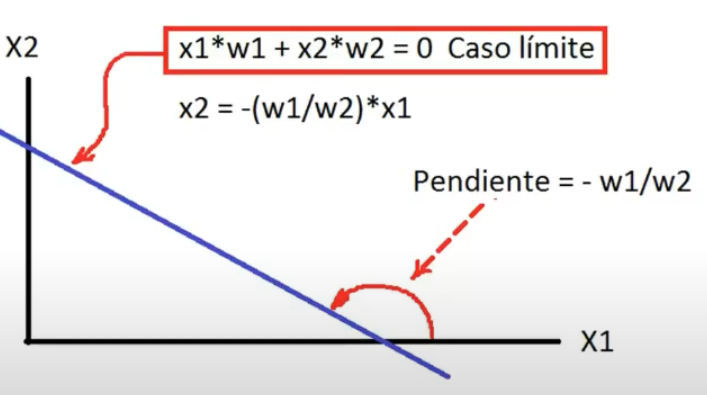 X2
x1*w1 + x2*w2 = 0 Caso límite
x2 = -(w1/w2)*x1
Pendiente = - w1/w2
X1